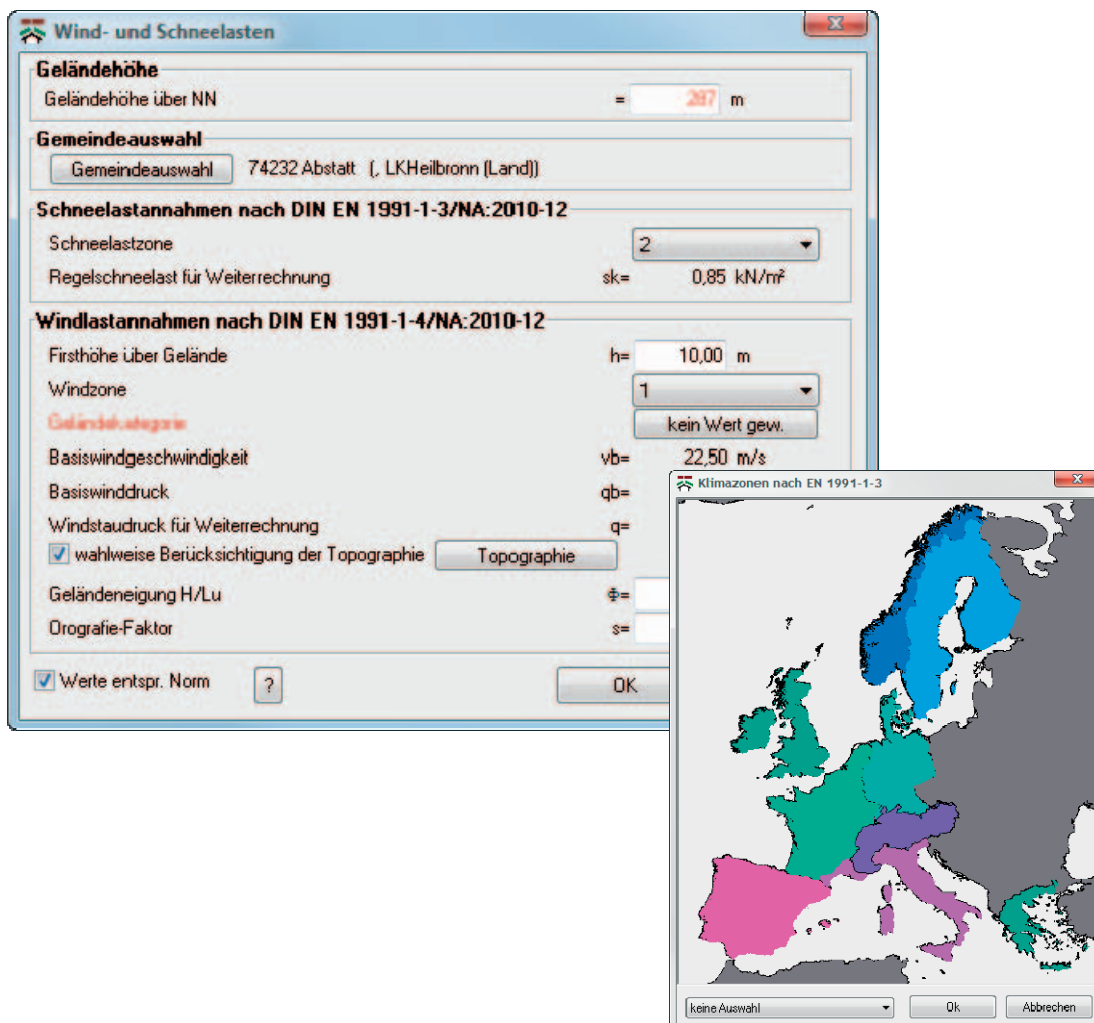 Wind- und Schneelasten
Geländehöhe
Geländehöhe über NN = 287 m
Gemeindeauswahl
Gemeindeauswahl 74232 Abstatt (, LKHeilbronn (Land))
Schneelastannahmen nach DIN EN 1991-1-3/NA:2010-12
Schneelastzone 2
Regelschneelast für Weiterrechnung sk= 0,85 kN/m²
Windlastannahmen nach DIN EN 1991-1-4/NA:2010-12
Firsthöhe über Gelände h= 10,00 m
Windzone 1
Geländekategorie kein Wert gew.
Basiswindgeschwindigkeit vb= 22,50 m/s
Basiswinddruck qb=
Windstaudruck für Weiterrechnung q=
wahlweise Berücksichtigung der Topographie Topographie
Geländeneigung H/Lu Φ=
Orografie-Faktor s=
Werte entspr. Norm ? OK
Klimazonen nach EN 1991-1-3
keine Auswahl Ok Abbrechen